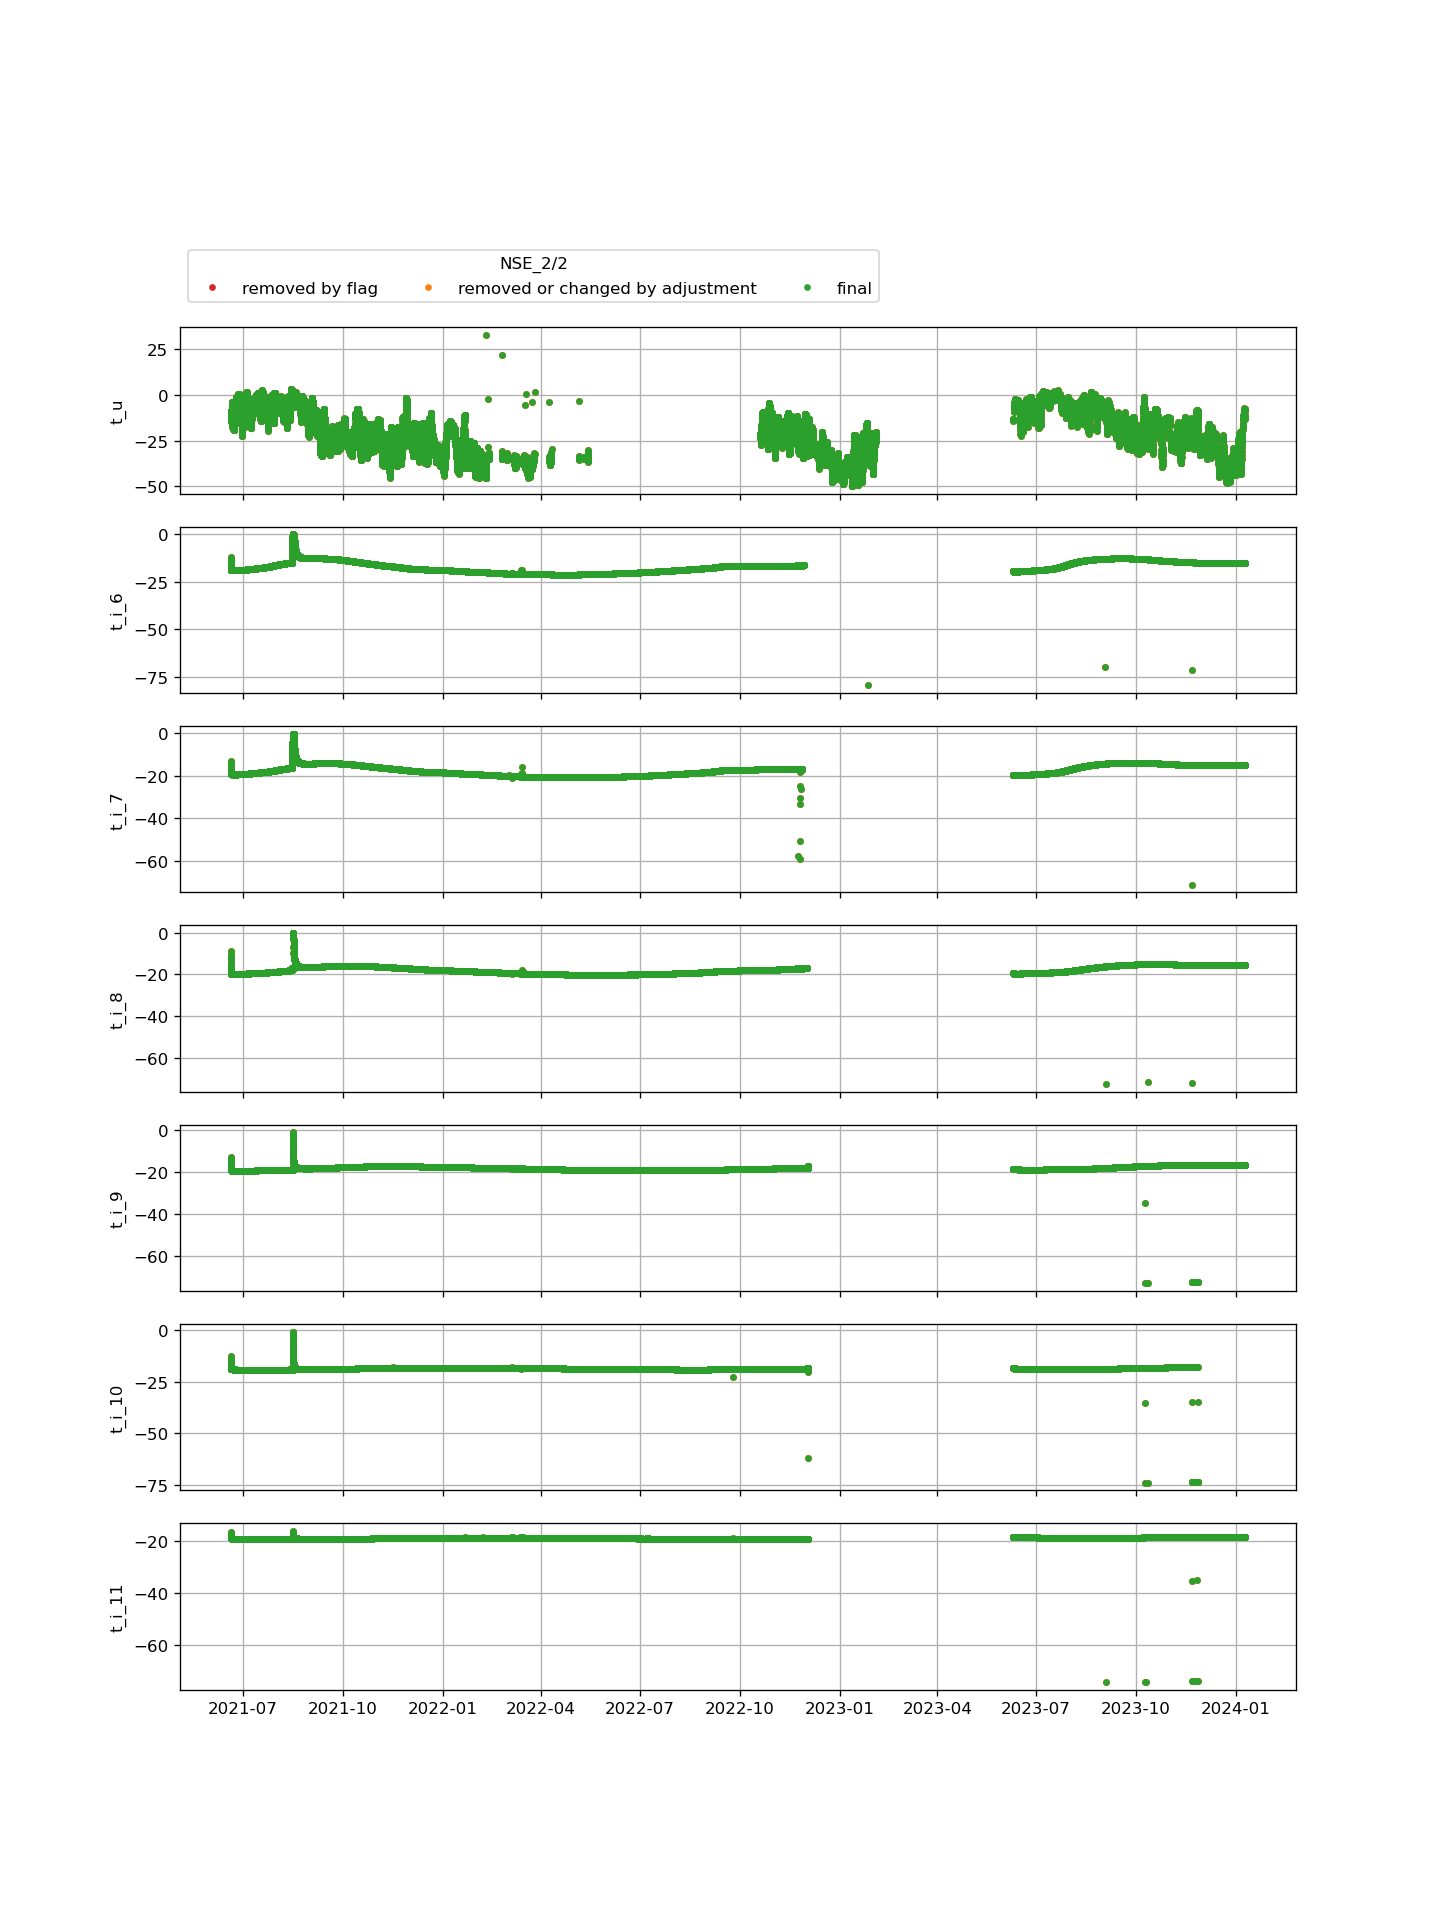 NSE_2/2
removed by flag removed or changed by adjustment final
25
0
−25
−50
t_u
0
−25
−50
−75
t_i_6
0
−20
−40
−60
t_i_7
0
−20
−40
−60
t_i_8
0
−20
−40
−60
t_i_9
0
−25
−50
−75
t_i_10
−20
−40
−60
t_i_11
2021-07 2021-10 2022-01 2022-04 2022-07 2022-10 2023-01 2023-04 2023-07 2023-10 2024-01